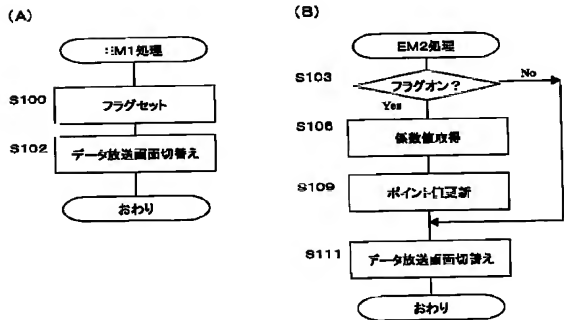 (A)
EM1処理
S100
フラグセット
S102
データ放送画面切替え
おわり
(B)
EM2処理
S103
フラグオン?
No
Yes
S106
係数値取得
S109
ポイント値更新
S111
データ放送画面切替え
おわり